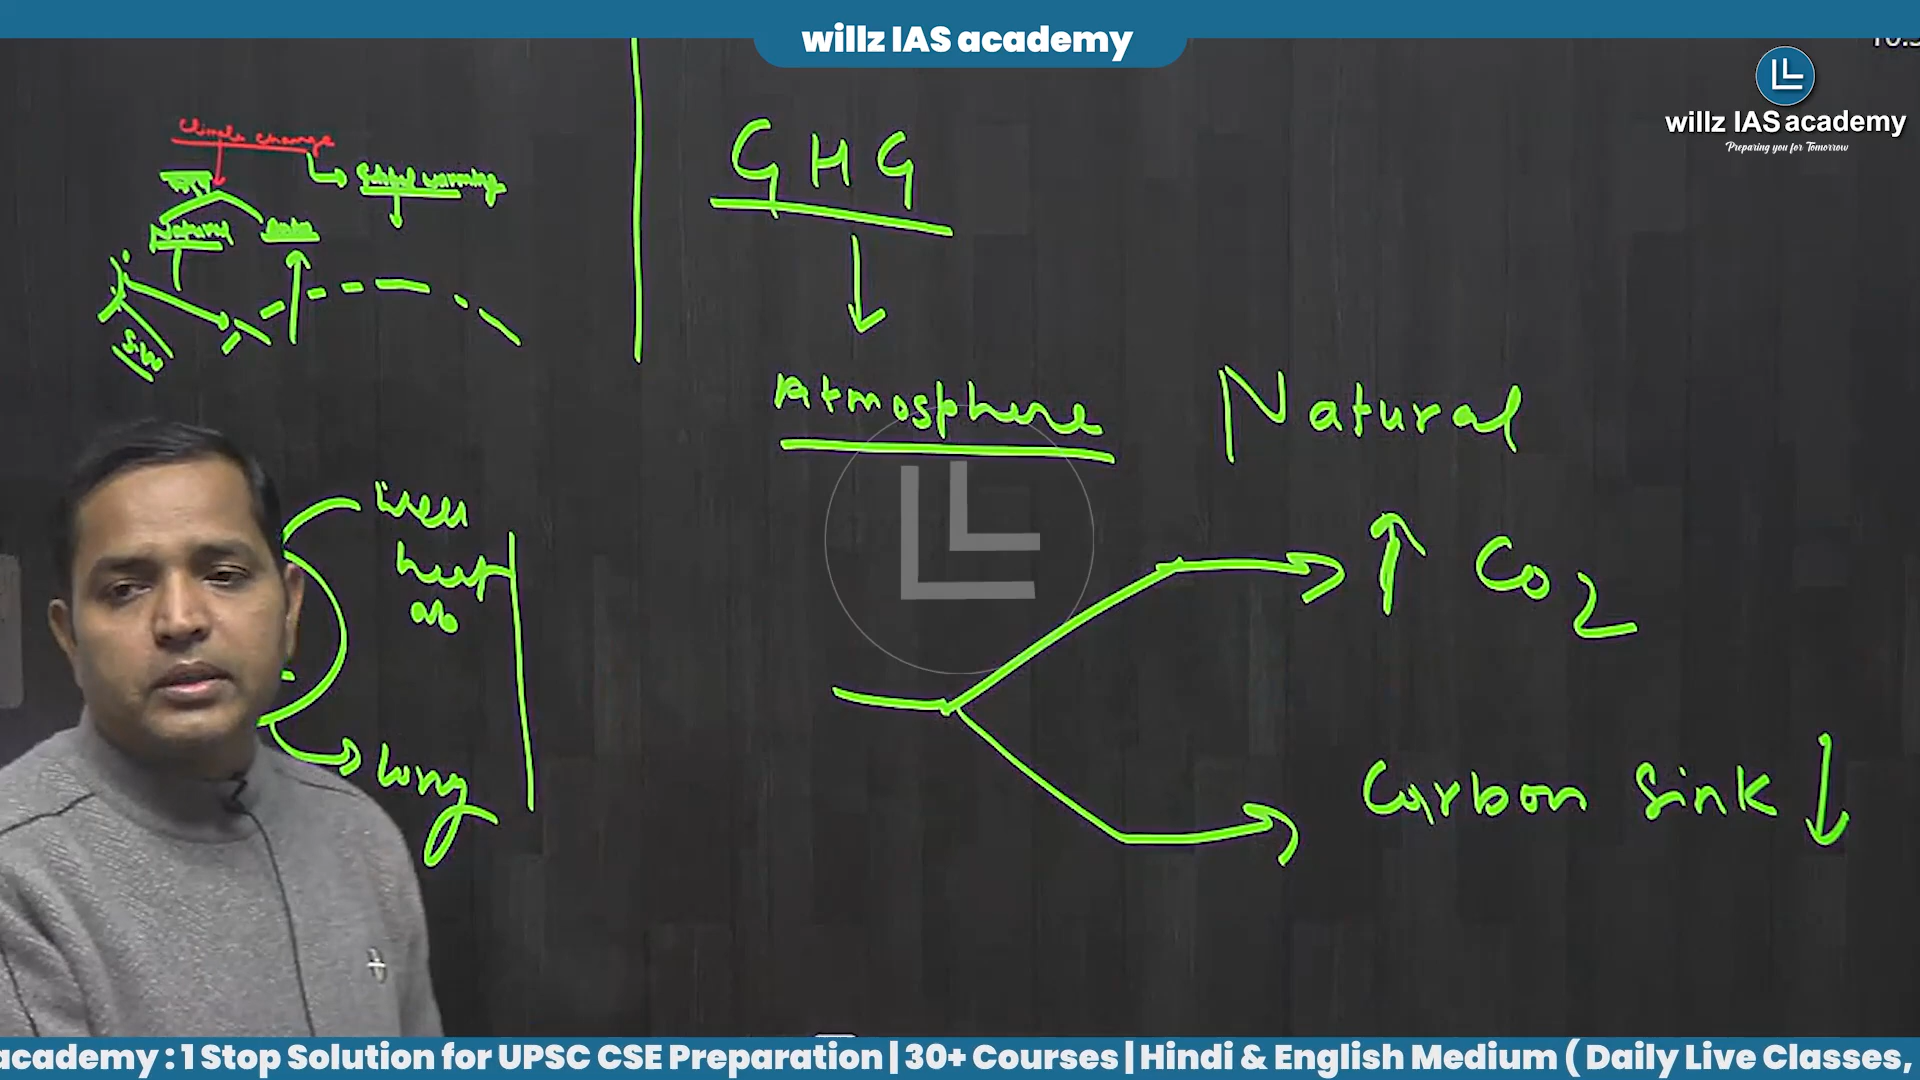 willz IAS academy
willz IAS academy
Preparing you for Tomorrow
Climate change
Global warming
Natural
GHG
Atmosphere
Natural
↑ CO2
Carbon Sink ↓
heat
long
academy : 1 Stop Solution for UPSC CSE Preparation | 30+ Courses | Hindi & English Medium ( Daily Live Classes,